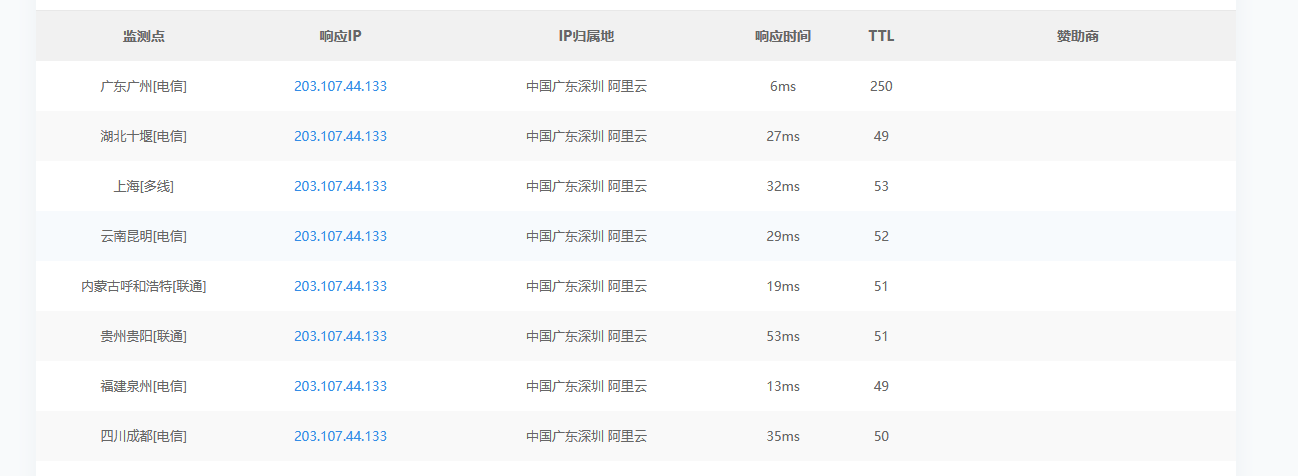 监测点 响应IP IP归属地 响应时间 TTL 赞助商
广东广州[电信] 203.107.44.133 中国广东深圳 阿里云 6ms 250
湖北十堰[电信] 203.107.44.133 中国广东深圳 阿里云 27ms 49
上海[多线] 203.107.44.133 中国广东深圳 阿里云 32ms 53
云南昆明[电信] 203.107.44.133 中国广东深圳 阿里云 29ms 52
内蒙古呼和浩特[联通] 203.107.44.133 中国广东深圳 阿里云 19ms 51
贵州贵阳[联通] 203.107.44.133 中国广东深圳 阿里云 53ms 51
福建泉州[电信] 203.107.44.133 中国广东深圳 阿里云 13ms 49
四川成都[电信] 203.107.44.133 中国广东深圳 阿里云 35ms 50